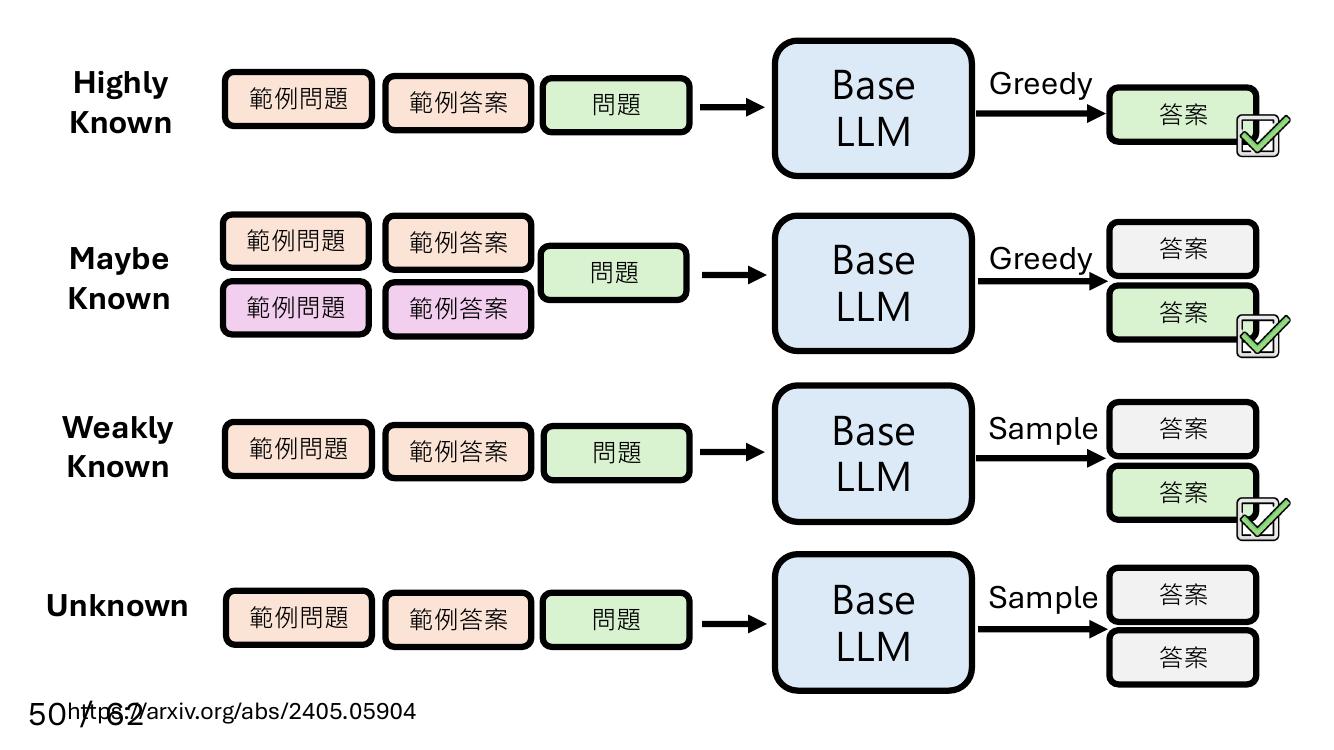 Highly
Known
範例問題
範例答案
問題
Base
LLM
Greedy
答案
Maybe
Known
範例問題
範例答案
範例問題
範例答案
問題
Base
LLM
Greedy
答案
答案
Weakly
Known
範例問題
範例答案
問題
Base
LLM
Sample
答案
答案
Unknown
範例問題
範例答案
問題
Base
LLM
Sample
答案
答案
50 / 62
https://arxiv.org/abs/2405.05904